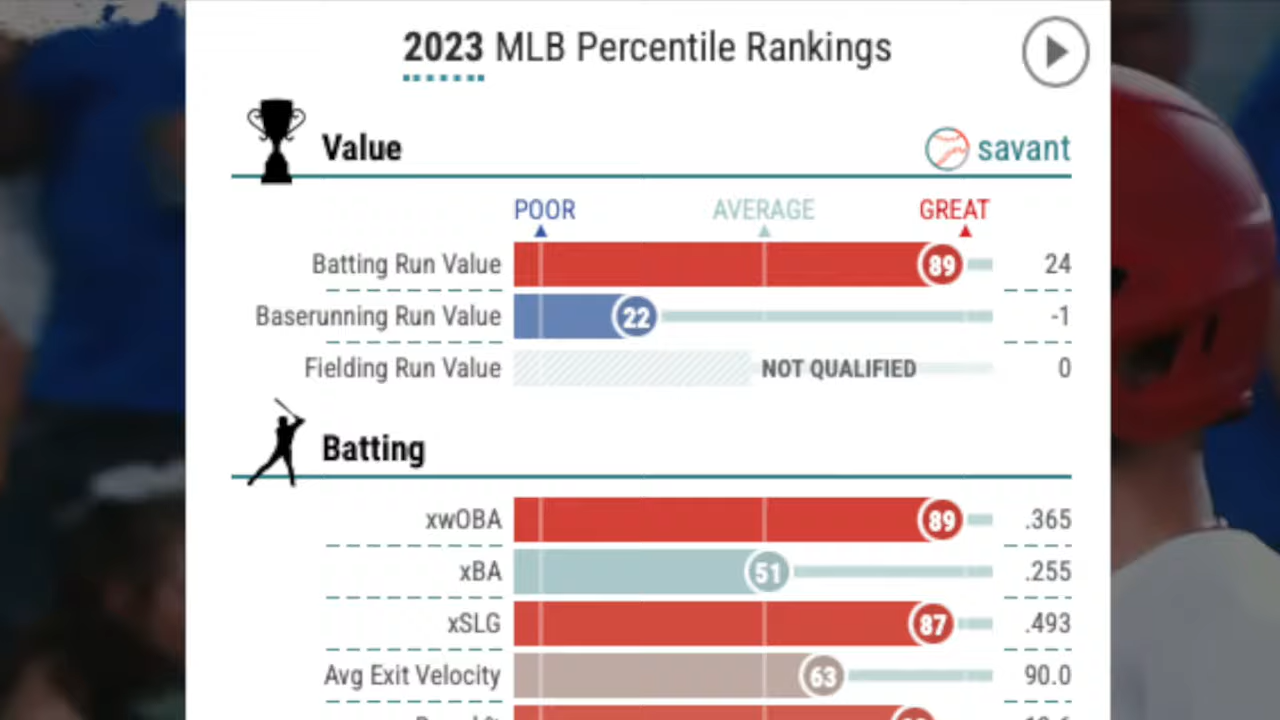 2023 MLB Percentile Rankings
Value
savant
POOR AVERAGE GREAT
Batting Run Value 89 24
Baserunning Run Value 22 -1
Fielding Run Value NOT QUALIFIED 0
Batting
xwOBA 89 .365
xBA 51 .255
xSLG 87 .493
Avg Exit Velocity 63 90.0